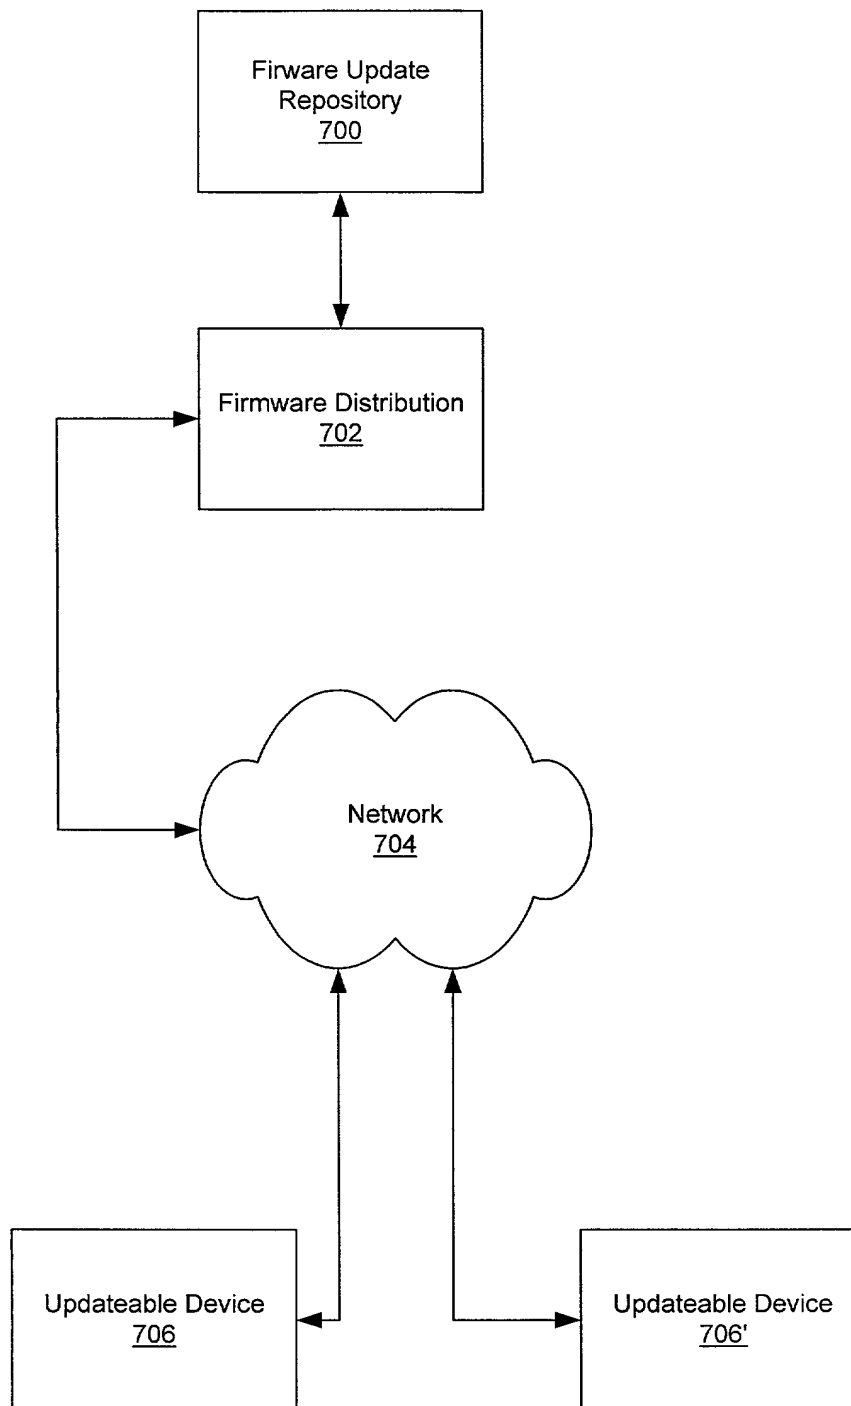 Firware Update
Repository
700
Firmware Distribution
702
Network
704
Updateable Device
706
Updateable Device
706'